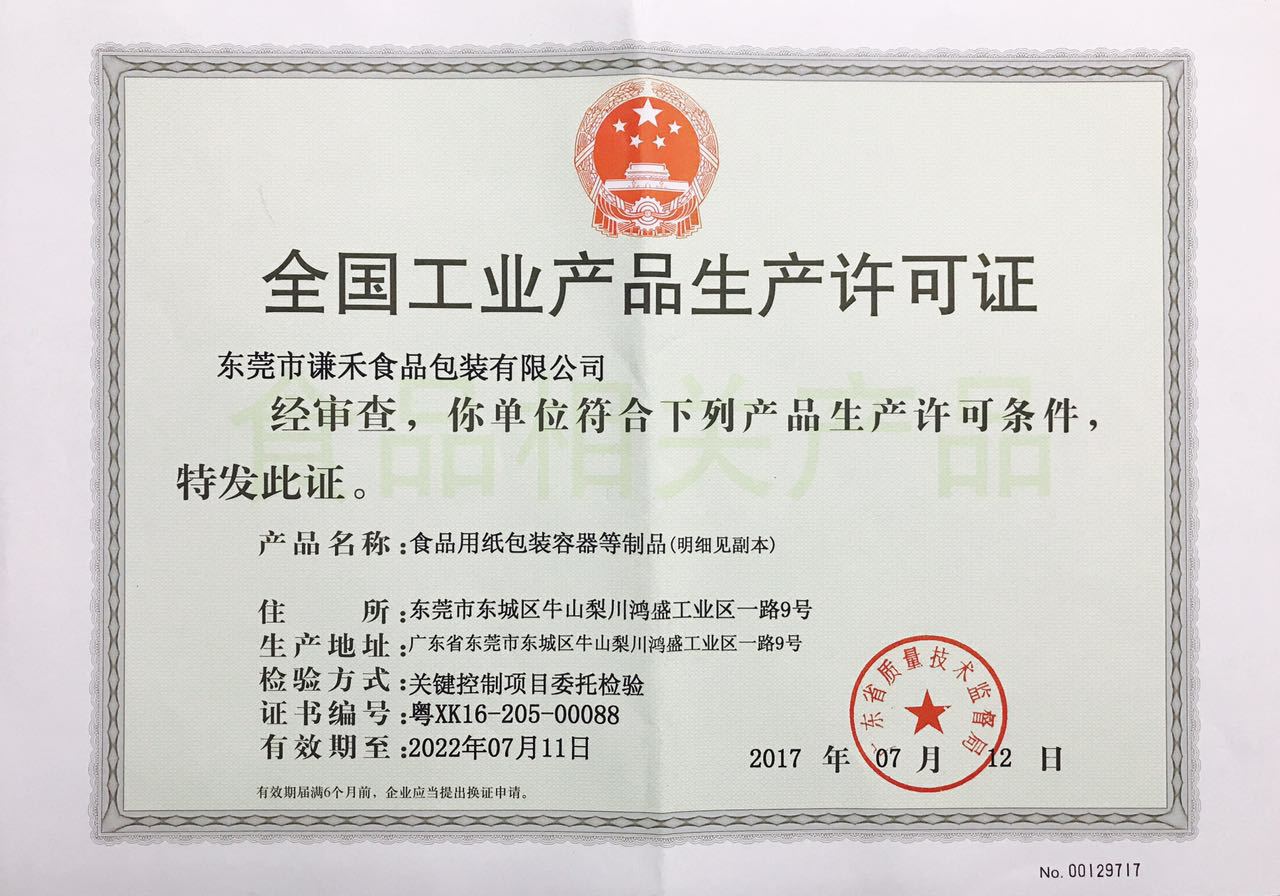 全国工业产品生产许可证
东莞市谦禾食品包装有限公司
食品相关产品
经审查，你单位符合下列产品生产许可条件，
特发此证。
产品名称：食品用纸包装容器等制品(明细见副本)
住 所：东莞市东城区牛山梨川鸿盛工业区一路9号
生产地址：广东省东莞市东城区牛山梨川鸿盛工业区一路9号
检验方式：关键控制项目委托检验
证书编号：粤XK16-205-00088
有效期至：2022年07月11日
广东省质量技术监督局
2017 年 07 月 12 日
有效期届满6个月前，企业应当提出换证申请。
No. 00129717